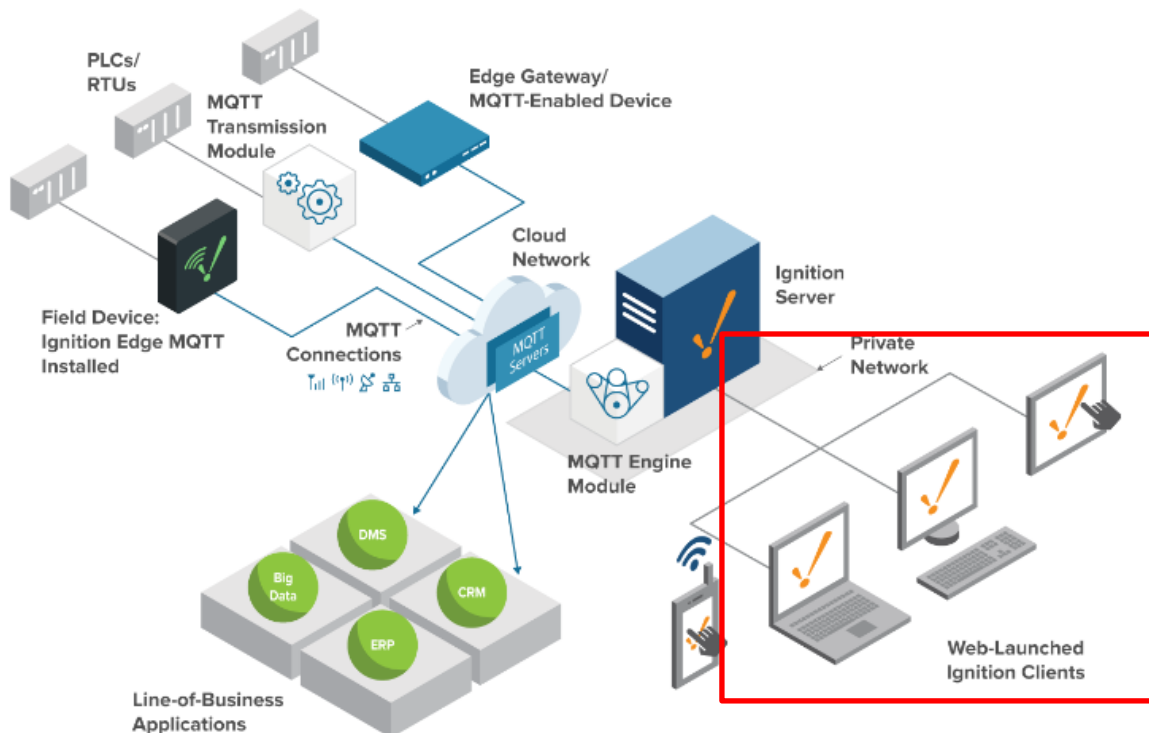 PLCs/
RTUs
MQTT
Transmission
Module
Edge Gateway/
MQTT-Enabled Device
Cloud
Network
Ignition
Server
Field Device:
Ignition Edge MQTT
Installed
MQTT
Connections
MQTT
Servers
Private
Network
MQTT Engine
Module
DMS
Big
Data
CRM
ERP
Line-of-Business
Applications
Web-Launched
Ignition Clients